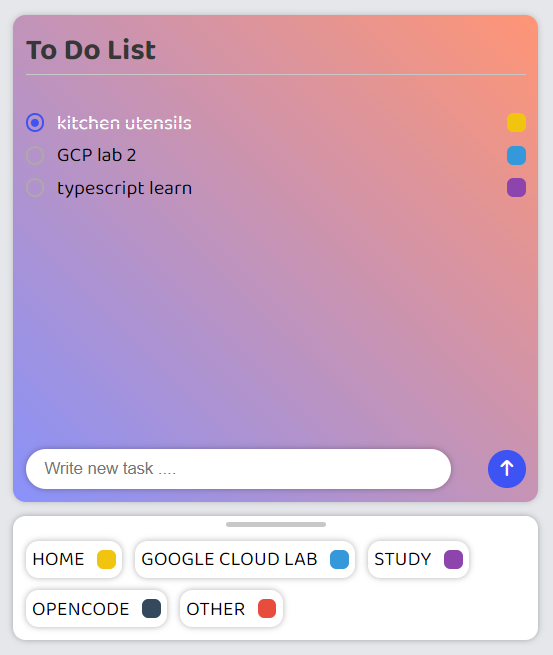 To Do List
kitchen utensils
GCP lab 2
typescript learn
Write new task ....
HOME GOOGLE CLOUD LAB STUDY
OPENCODE OTHER